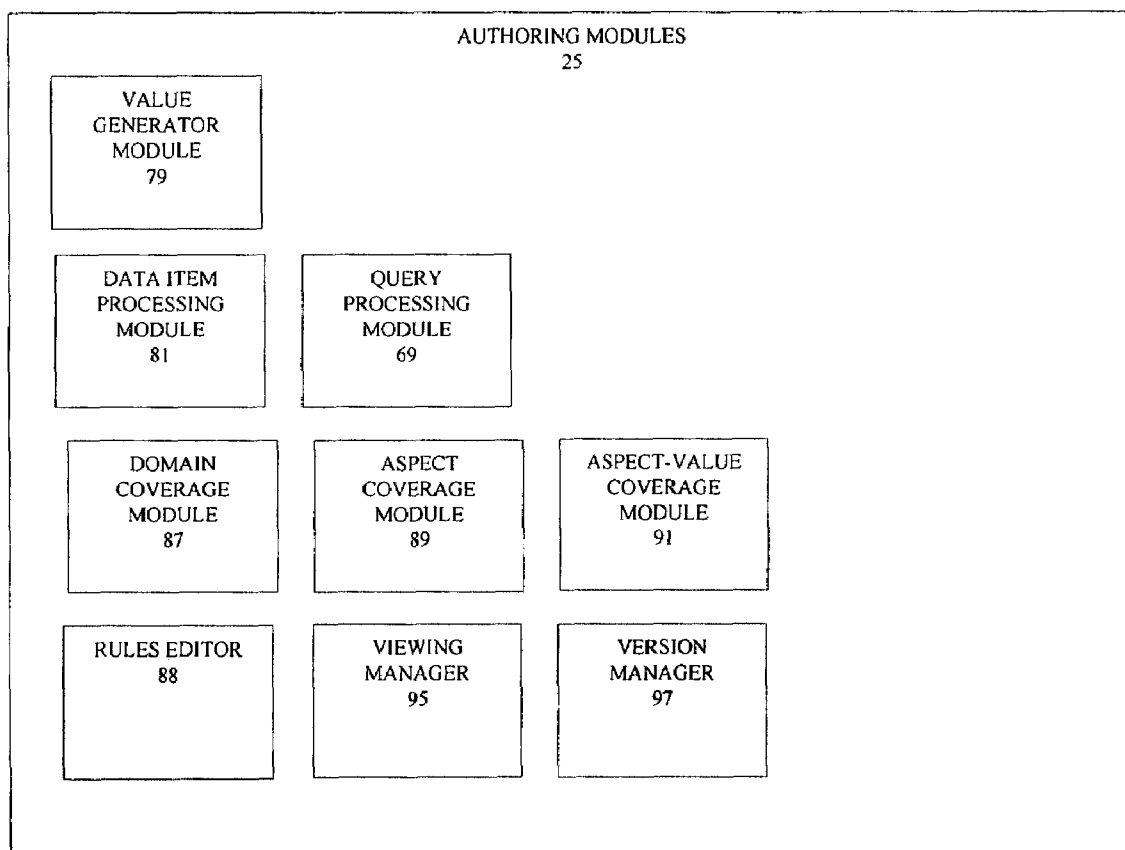 AUTHORING MODULES
25
VALUE
GENERATOR
MODULE
79
DATA ITEM
PROCESSING
MODULE
81
QUERY
PROCESSING
MODULE
69
DOMAIN
COVERAGE
MODULE
87
ASPECT
COVERAGE
MODULE
89
ASPECT-VALUE
COVERAGE
MODULE
91
RULES EDITOR
88
VIEWING
MANAGER
95
VERSION
MANAGER
97